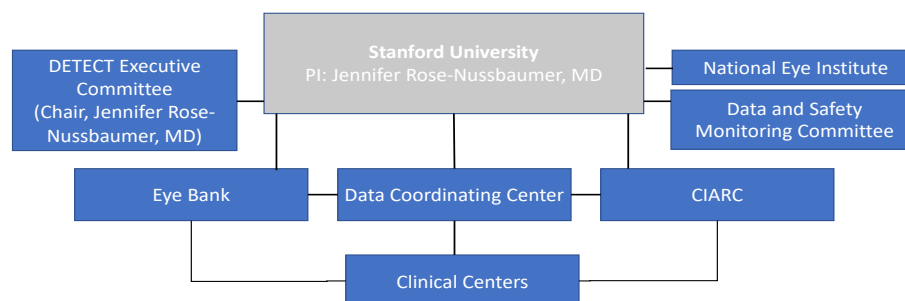 Stanford University
PI: Jennifer Rose-Nussbaumer, MD
DETECT Executive
Committee
(Chair, Jennifer Rose-
Nussbaumer, MD)
National Eye Institute
Data and Safety
Monitoring Committee
Eye Bank
Data Coordinating Center
CIARC
Clinical Centers